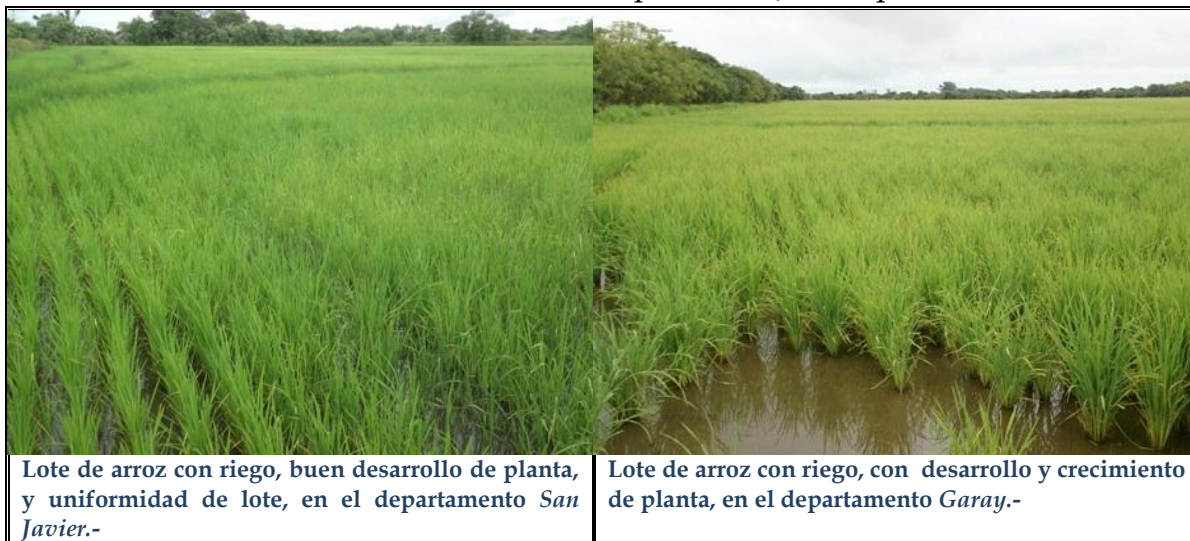 Lote de arroz con riego, buen desarrollo de planta,
y uniformidad de lote, en el departamento San
Javier.-
Lote de arroz con riego, con desarrollo y crecimiento
de planta, en el departamento Garay.-